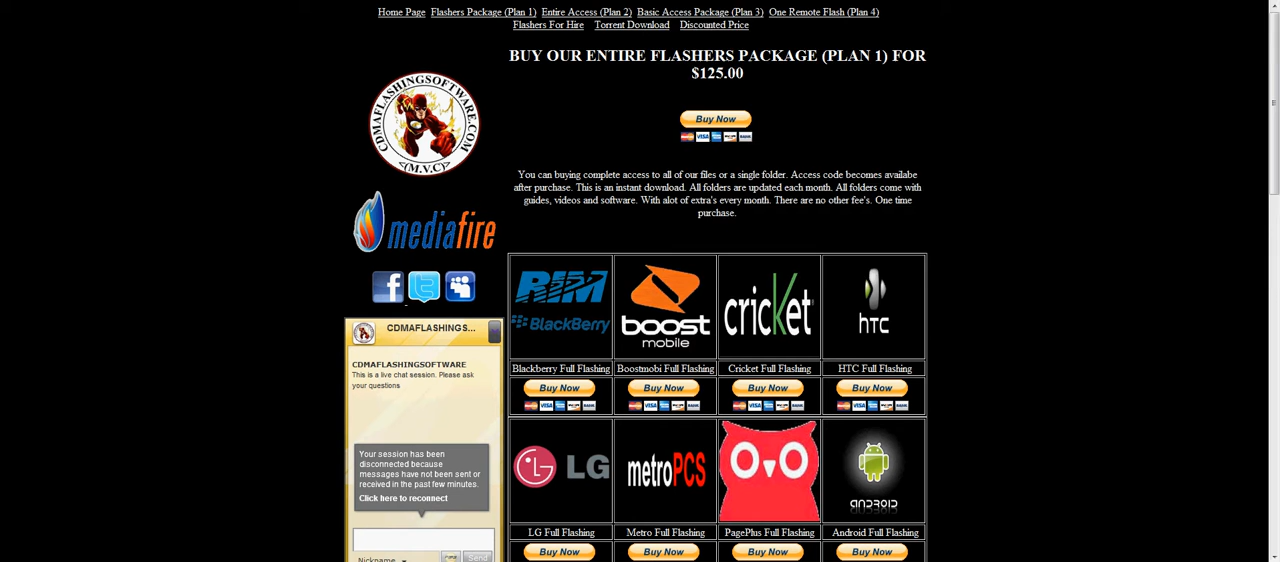 Home Page Flashers Package (Plan 1) Entire Access (Plan 2) Basic Access Package (Plan 3) One Remote Flash (Plan 4)
Flashers For Hire Torrent Download Discounted Price
BUY OUR ENTIRE FLASHERS PACKAGE (PLAN 1) FOR
$125.00
CDMAFLASHINGSOFTWARE.COM
(M.V.C)
Buy Now
VISA
You can buying complete access to all of our files or a single folder. Access code becomes availabe
after purchase. This is an instant download. All folders are updated each month. All folders come with
guides, videos and software. With alot of extra's every month. There are no other fee's. One time
purchase.
mediafire
f t
CDMAFLASHINGS...
CDMAFLASHINGSOFTWARE
This is a live chat session. Please ask
your questions
Your session has been
disconnected because
messages have not been sent or
received in the past few minutes.
Click here to reconnect
Nickname Send
RIM BlackBerry boost mobile cricket hTC
Blackberry Full Flashing Boostmobi Full Flashing Cricket Full Flashing HTC Full Flashing
Buy Now Buy Now Buy Now Buy Now
VISA VISA VISA VISA
LG LG metroPCS ANDROID
LG Full Flashing Metro Full Flashing PagePlus Full Flashing Android Full Flashing
Buy Now Buy Now Buy Now Buy Now